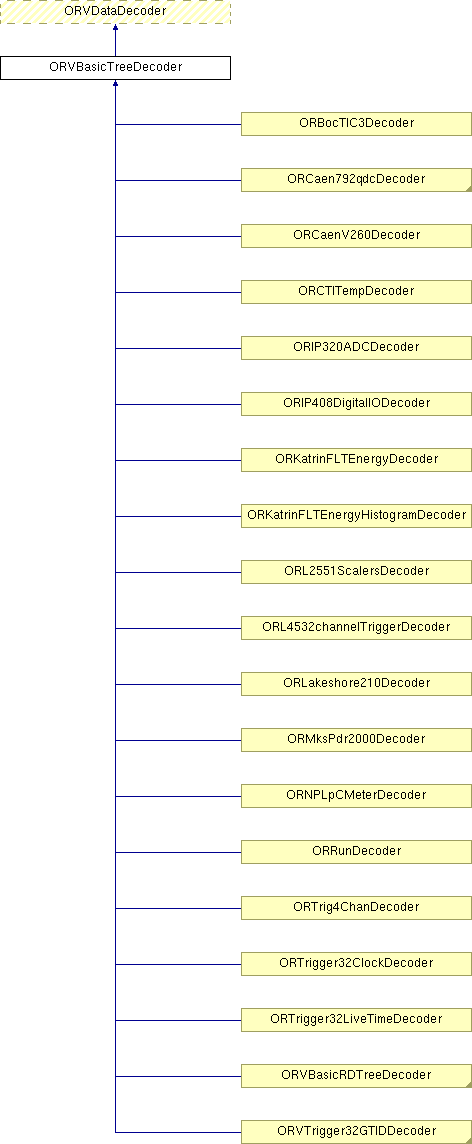 ORVDataDecoder
ORVBasicTreeDecoder
ORBocTIC3Decoder
ORCaen792qdcDecoder
ORCaenV260Decoder
ORCTITempDecoder
ORIP320ADCDecoder
ORIP408DigitalIODecoder
ORKatrinFLTEnergyDecoder
ORKatrinFLTEnergyHistogramDecoder
ORL2551ScalersDecoder
ORL4532channelTriggerDecoder
ORLakeshore210Decoder
ORMksPdr2000Decoder
ORNPLpCMeterDecoder
ORRunDecoder
ORTrig4ChanDecoder
ORTrigger32ClockDecoder
ORTrigger32LiveTimeDecoder
ORVBasicRDTreeDecoder
ORVTrigger32GTIDDecoder